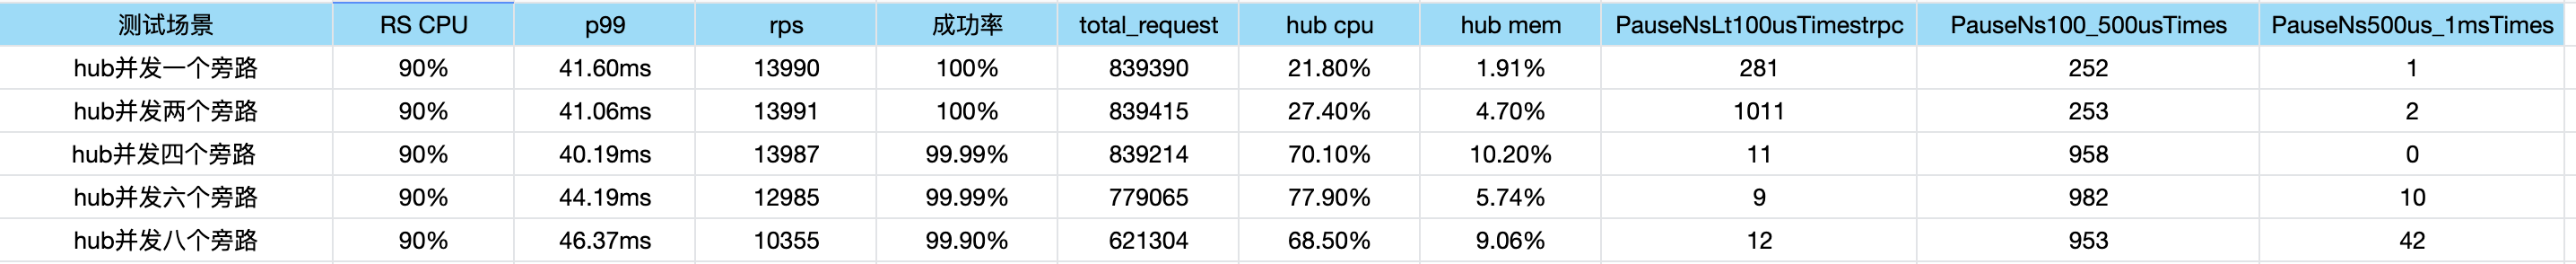 测试场景 RS CPU p99 rps 成功率 total_request hub cpu hub mem PauseNsLt100usTimestrpc PauseNs100_500usTimes PauseNs500us_1msTimes
hub并发一个旁路 90% 41.60ms 13990 100% 839390 21.80% 1.91% 281 252 1
hub并发两个旁路 90% 41.06ms 13991 100% 839415 27.40% 4.70% 1011 253 2
hub并发四个旁路 90% 40.19ms 13987 99.99% 839214 70.10% 10.20% 11 958 0
hub并发六个旁路 90% 44.19ms 12985 99.99% 779065 77.90% 5.74% 9 982 10
hub并发八个旁路 90% 46.37ms 10355 99.90% 621304 68.50% 9.06% 12 953 42